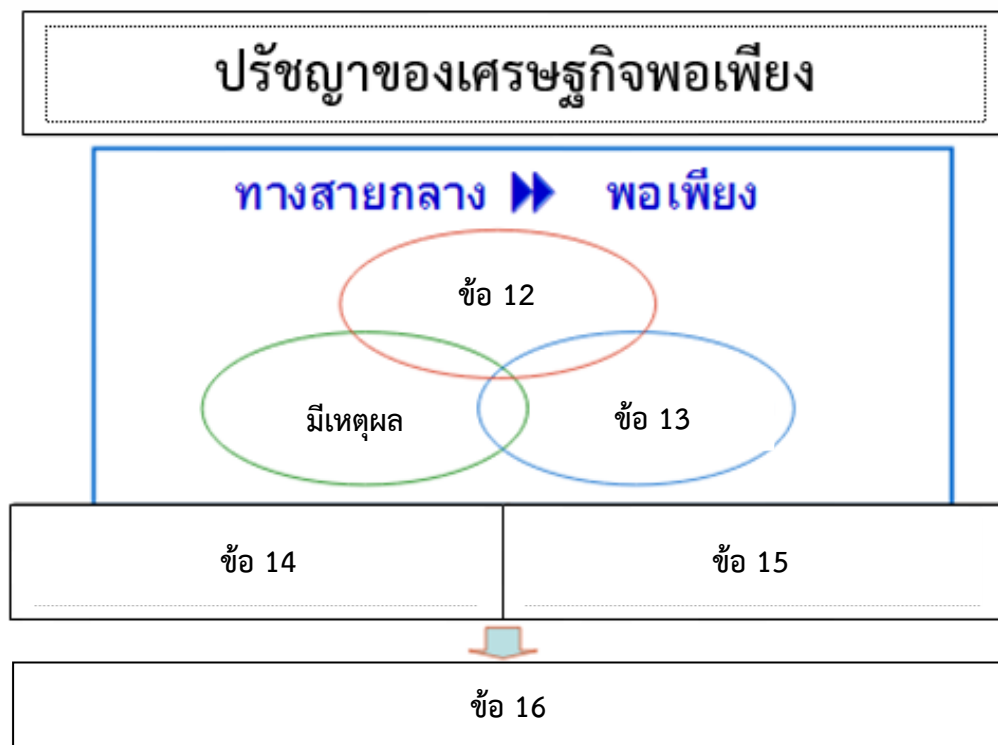 ปรัชญาของเศรษฐกิจพอเพียง
ทางสายกลาง พอเพียง
ข้อ 12
มีเหตุผล ข้อ 13
ข้อ 14 ข้อ 15
ข้อ 16